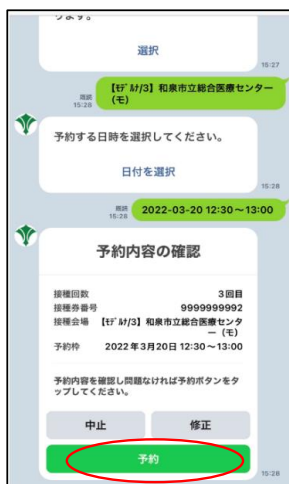 ります。
選択
15:27
【ﾓﾃﾞﾙ/3】和泉市立総合医療センター
(モ)
既読
15:28
予約する日時を選択してください。
日付を選択
15:28
2022-03-20 12:30～13:00
既読
15:28
予約内容の確認
接種回数 3回目
接種券番号 9999999992
接種会場 【ﾓﾃﾞﾙ/3】和泉市立総合医療センタ
ー（モ）
予約枠 2022年3月20日 12:30～13:00
予約内容を確認し問題なければ予約ボタンをタ
ップしてください。
中止 修正
予約
15:28